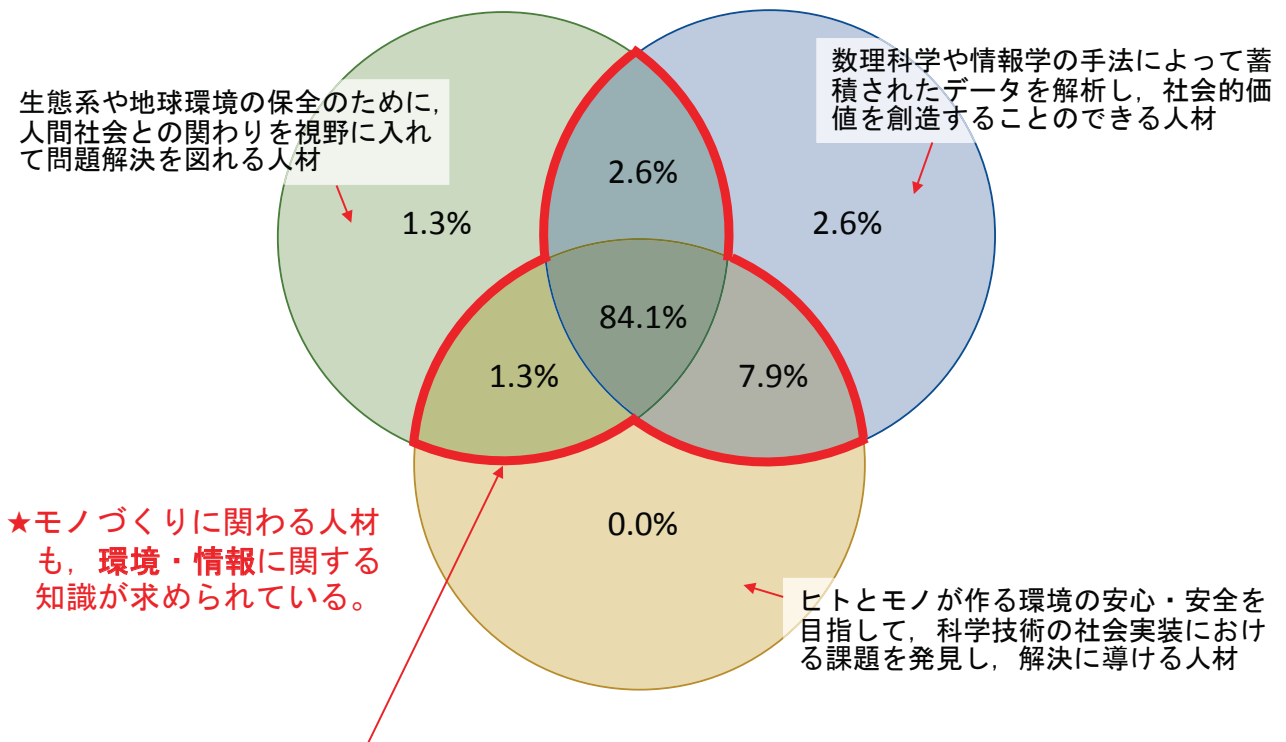 生態系や地球環境の保全のために，
人間社会との関わりを視野に入れ
て問題解決を図れる人材
数理科学や情報学の手法によって蓄
積されたデータを解析し，社会的価
値を創造することのできる人材
2.6%
1.3%
2.6%
84.1%
1.3%
7.9%
0.0%
★モノづくりに関わる人材
も，環境・情報に関する
知識が求められている。
ヒトとモノが作る環境の安心・安全を
目指して，科学技術の社会実装におけ
る課題を発見し，解決に導ける人材